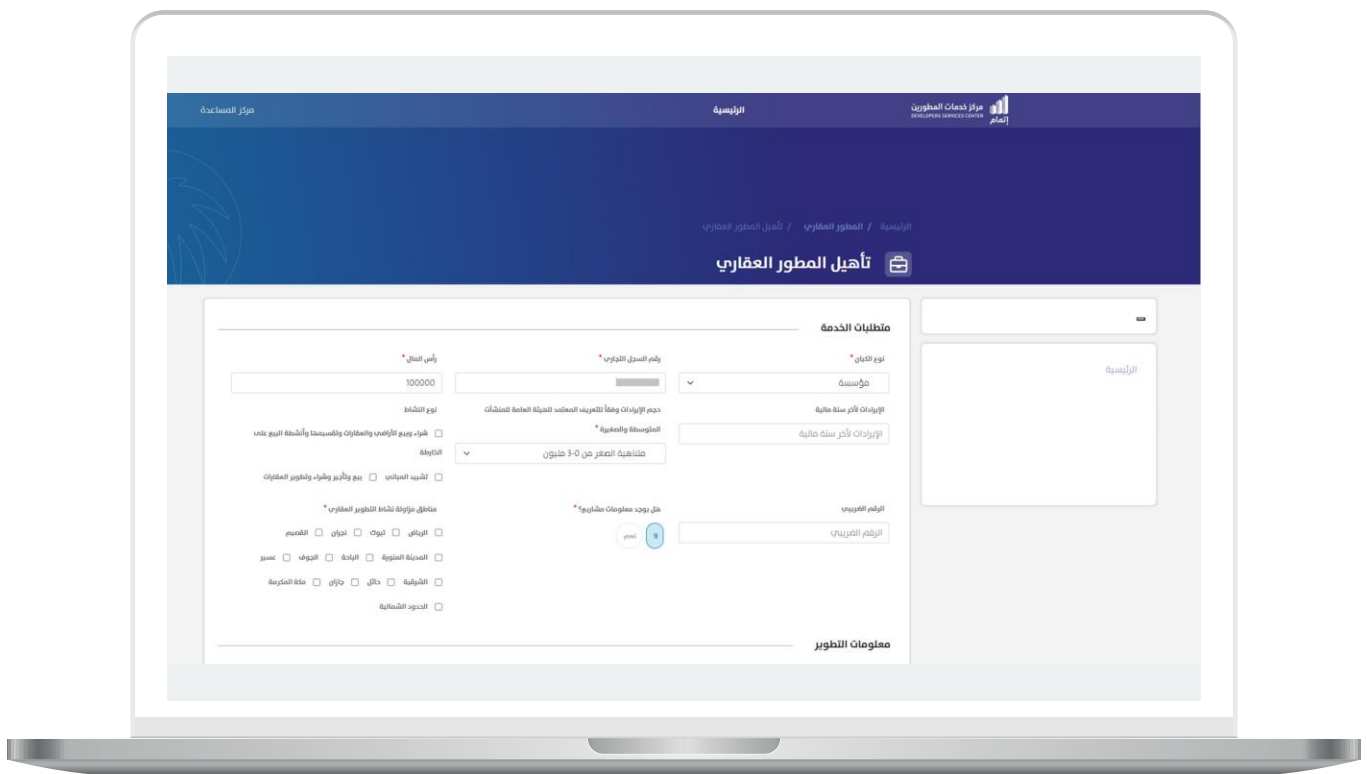 مركز خدمات المطورين
DEVELOPERS SERVICES CENTER
إتمام
الرئيسية
مركز المساعدة
الرئيسية / المطور العقاري / تأهيل المطور العقاري
تأهيل المطور العقاري
الرئيسية
متطلبات الخدمة
نوع الكيان *
مؤسسة
رقم السجل التجاري *
رأس المال *
100000
الإيرادات لآخر سنة مالية
الإيرادات لآخر سنة مالية
حجم الإيرادات وفقاً للتعريف المعتمد للهيئة العامة للمنشآت
المتوسطة والصغيرة *
متناهية الصغر من 0-3 مليون
نوع النشاط
شراء وبيع الأراضي والعقارات وتقسيمها وأنشطة البيع على
الخارطة
تشييد المباني بيع وتأجير وشراء وتطوير العقارات
الرقم الضريبي
الرقم الضريبي
هل يوجد معلومات مشاريع؟ *
لا نعم
مناطق مزاولة نشاط التطوير العقاري *
الرياض تبوك نجران القصيم
المدينة المنورة الباحة الجوف عسير
الشرقية حائل جازان مكة المكرمة
الحدود الشمالية
معلومات التطوير